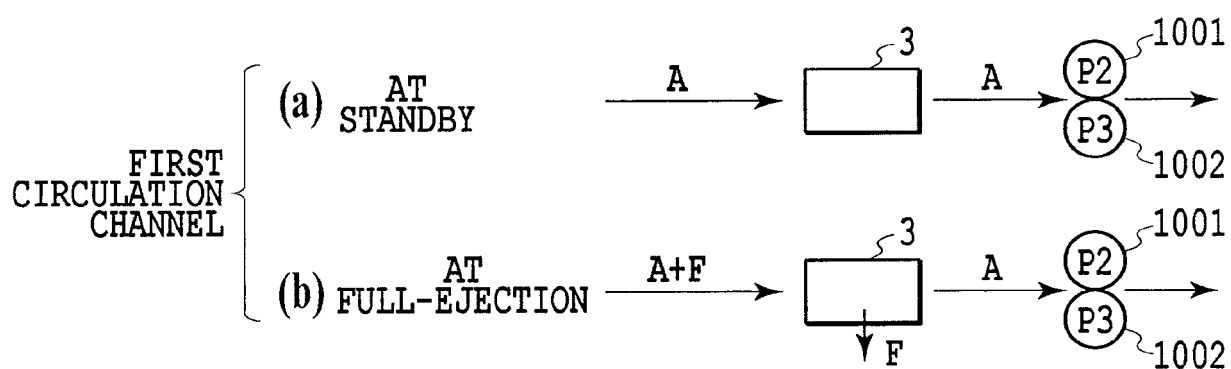 FIRST
CIRCULATION
CHANNEL
(a) AT
STANDBY
A
3
A
P2
P3
1001
1002
(b) AT
FULL-EJECTION
A+F
3
F
A
P2
P3
1001
1002